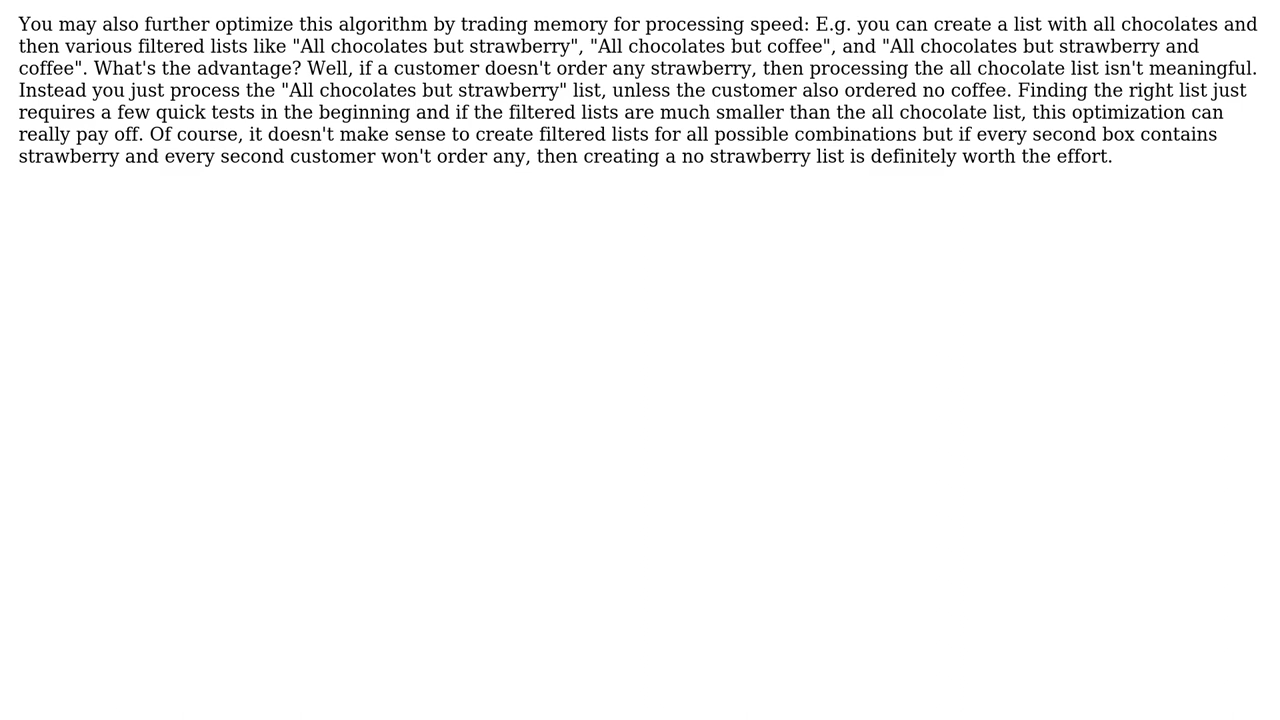 You may also further optimize this algorithm by trading memory for processing speed: E.g. you can create a list with all chocolates and
then various filtered lists like "All chocolates but strawberry", "All chocolates but coffee", and "All chocolates but strawberry and
coffee". What's the advantage? Well, if a customer doesn't order any strawberry, then processing the all chocolate list isn't meaningful.
Instead you just process the "All chocolates but strawberry" list, unless the customer also ordered no coffee. Finding the right list just
requires a few quick tests in the beginning and if the filtered lists are much smaller than the all chocolate list, this optimization can
really pay off. Of course, it doesn't make sense to create filtered lists for all possible combinations but if every second box contains
strawberry and every second customer won't order any, then creating a no strawberry list is definitely worth the effort.